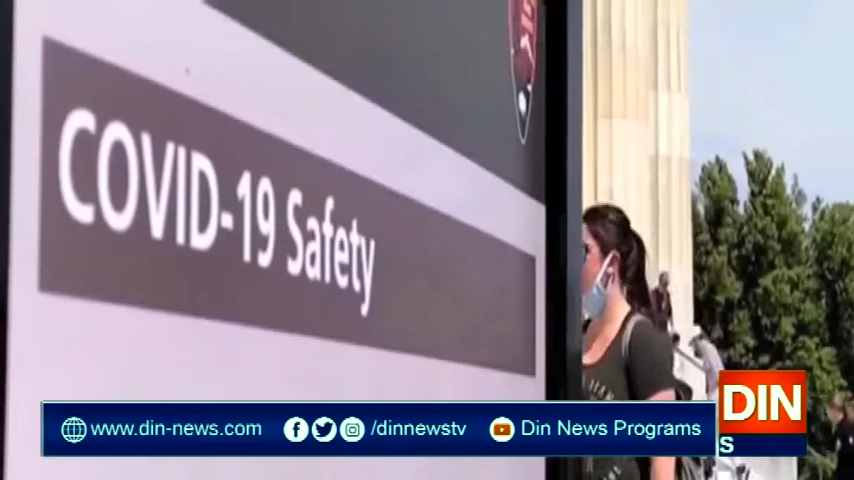 COVID-19 Safety
DIN
www.din-news.com
/dinnewstv
Din News Programs
S